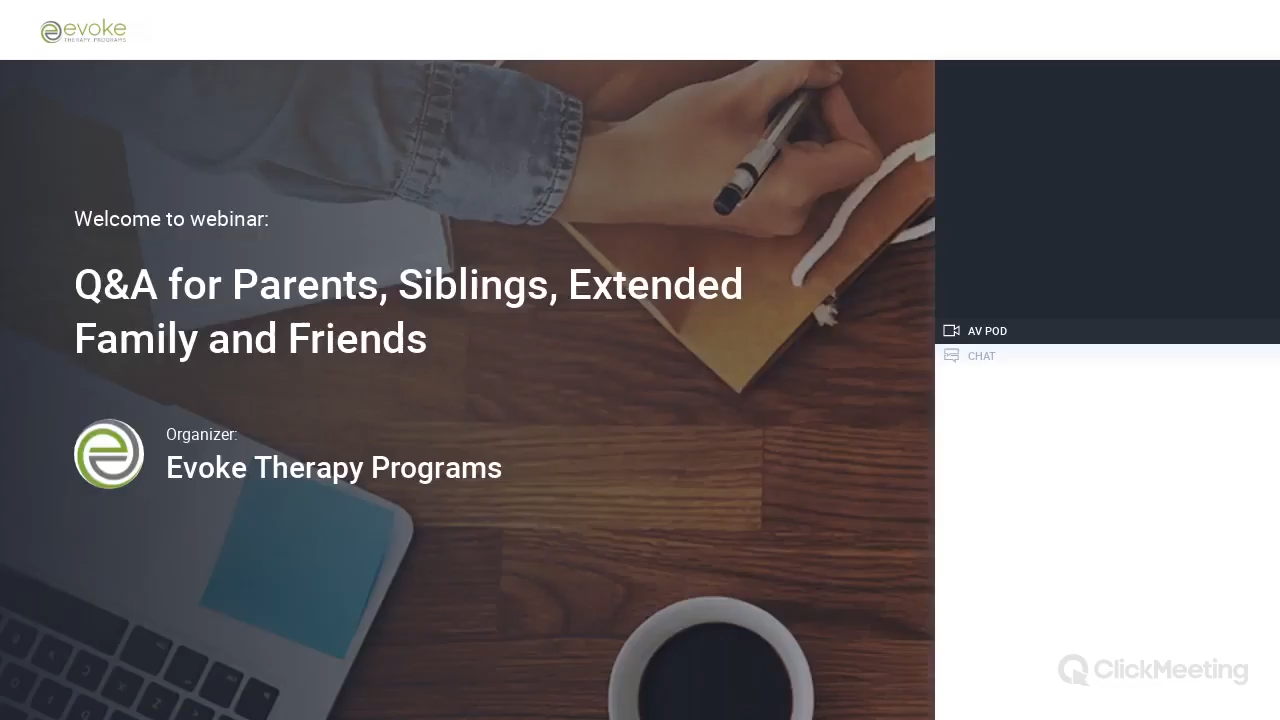 evoke
THERAPY PROGRAMS
Welcome to webinar:
Q&A for Parents, Siblings, Extended
Family and Friends
Organizer:
Evoke Therapy Programs
AV POD
CHAT
ClickMeeting